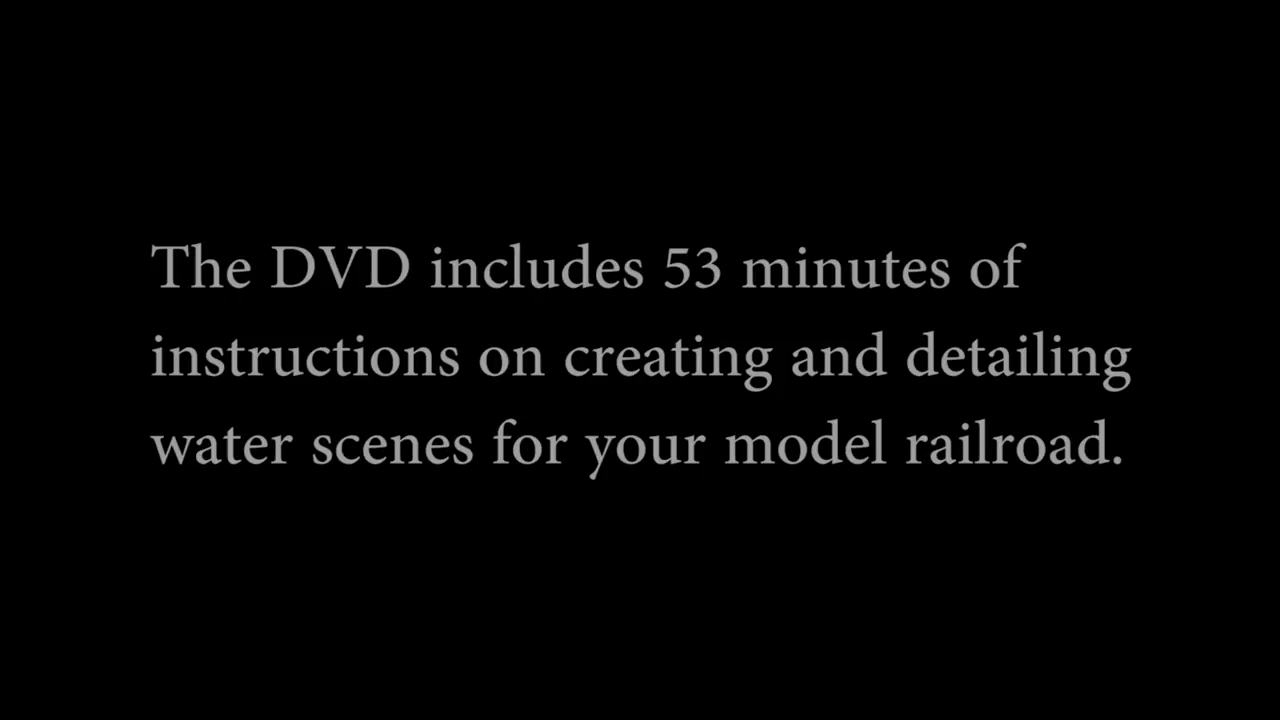 The DVD includes 53 minutes of
instructions on creating and detailing
water scenes for your model railroad.